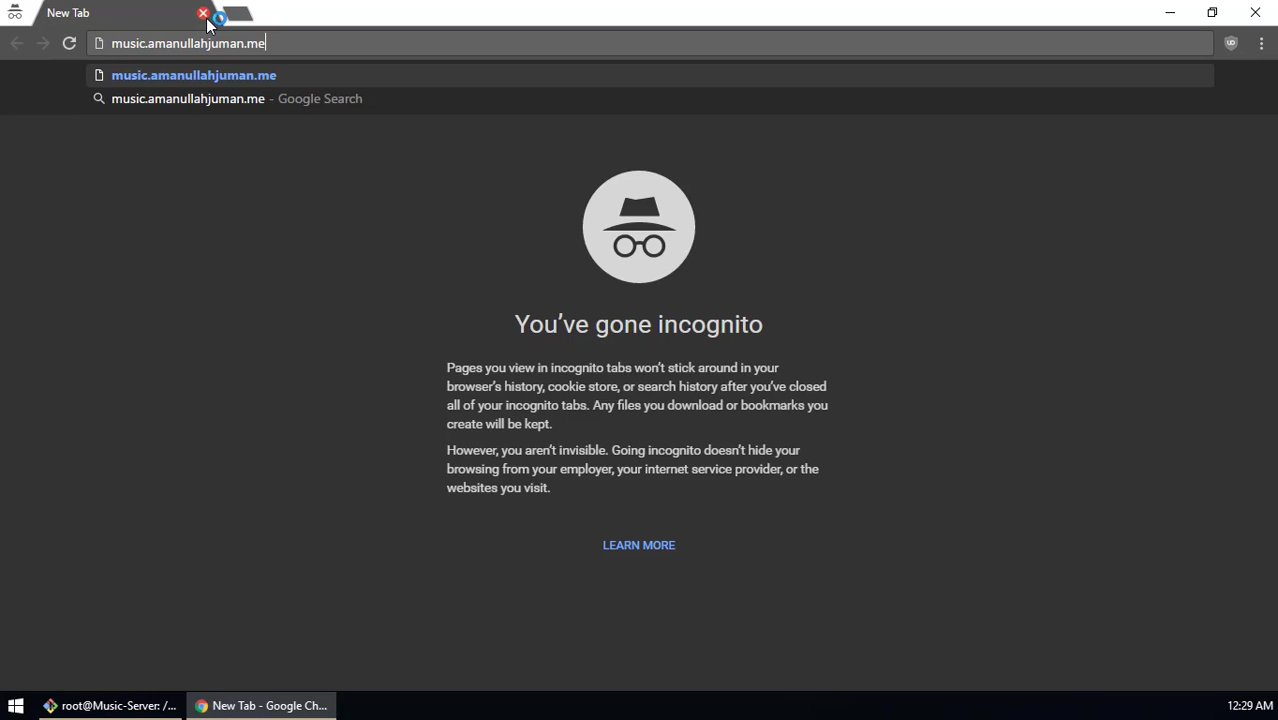 New Tab
music.amanullahjuman.me
music.amanullahjuman.me
music.amanullahjuman.me - Google Search
You've gone incognito
Pages you view in incognito tabs won't stick around in your
browser's history, cookie store, or search history after you've closed
all of your incognito tabs. Any files you download or bookmarks you
create will be kept.
However, you aren't invisible. Going incognito doesn't hide your
browsing from your employer, your internet service provider, or the
websites you visit.
LEARN MORE
root@Music-Server: /...
New Tab - Google Ch...
12:29 AM